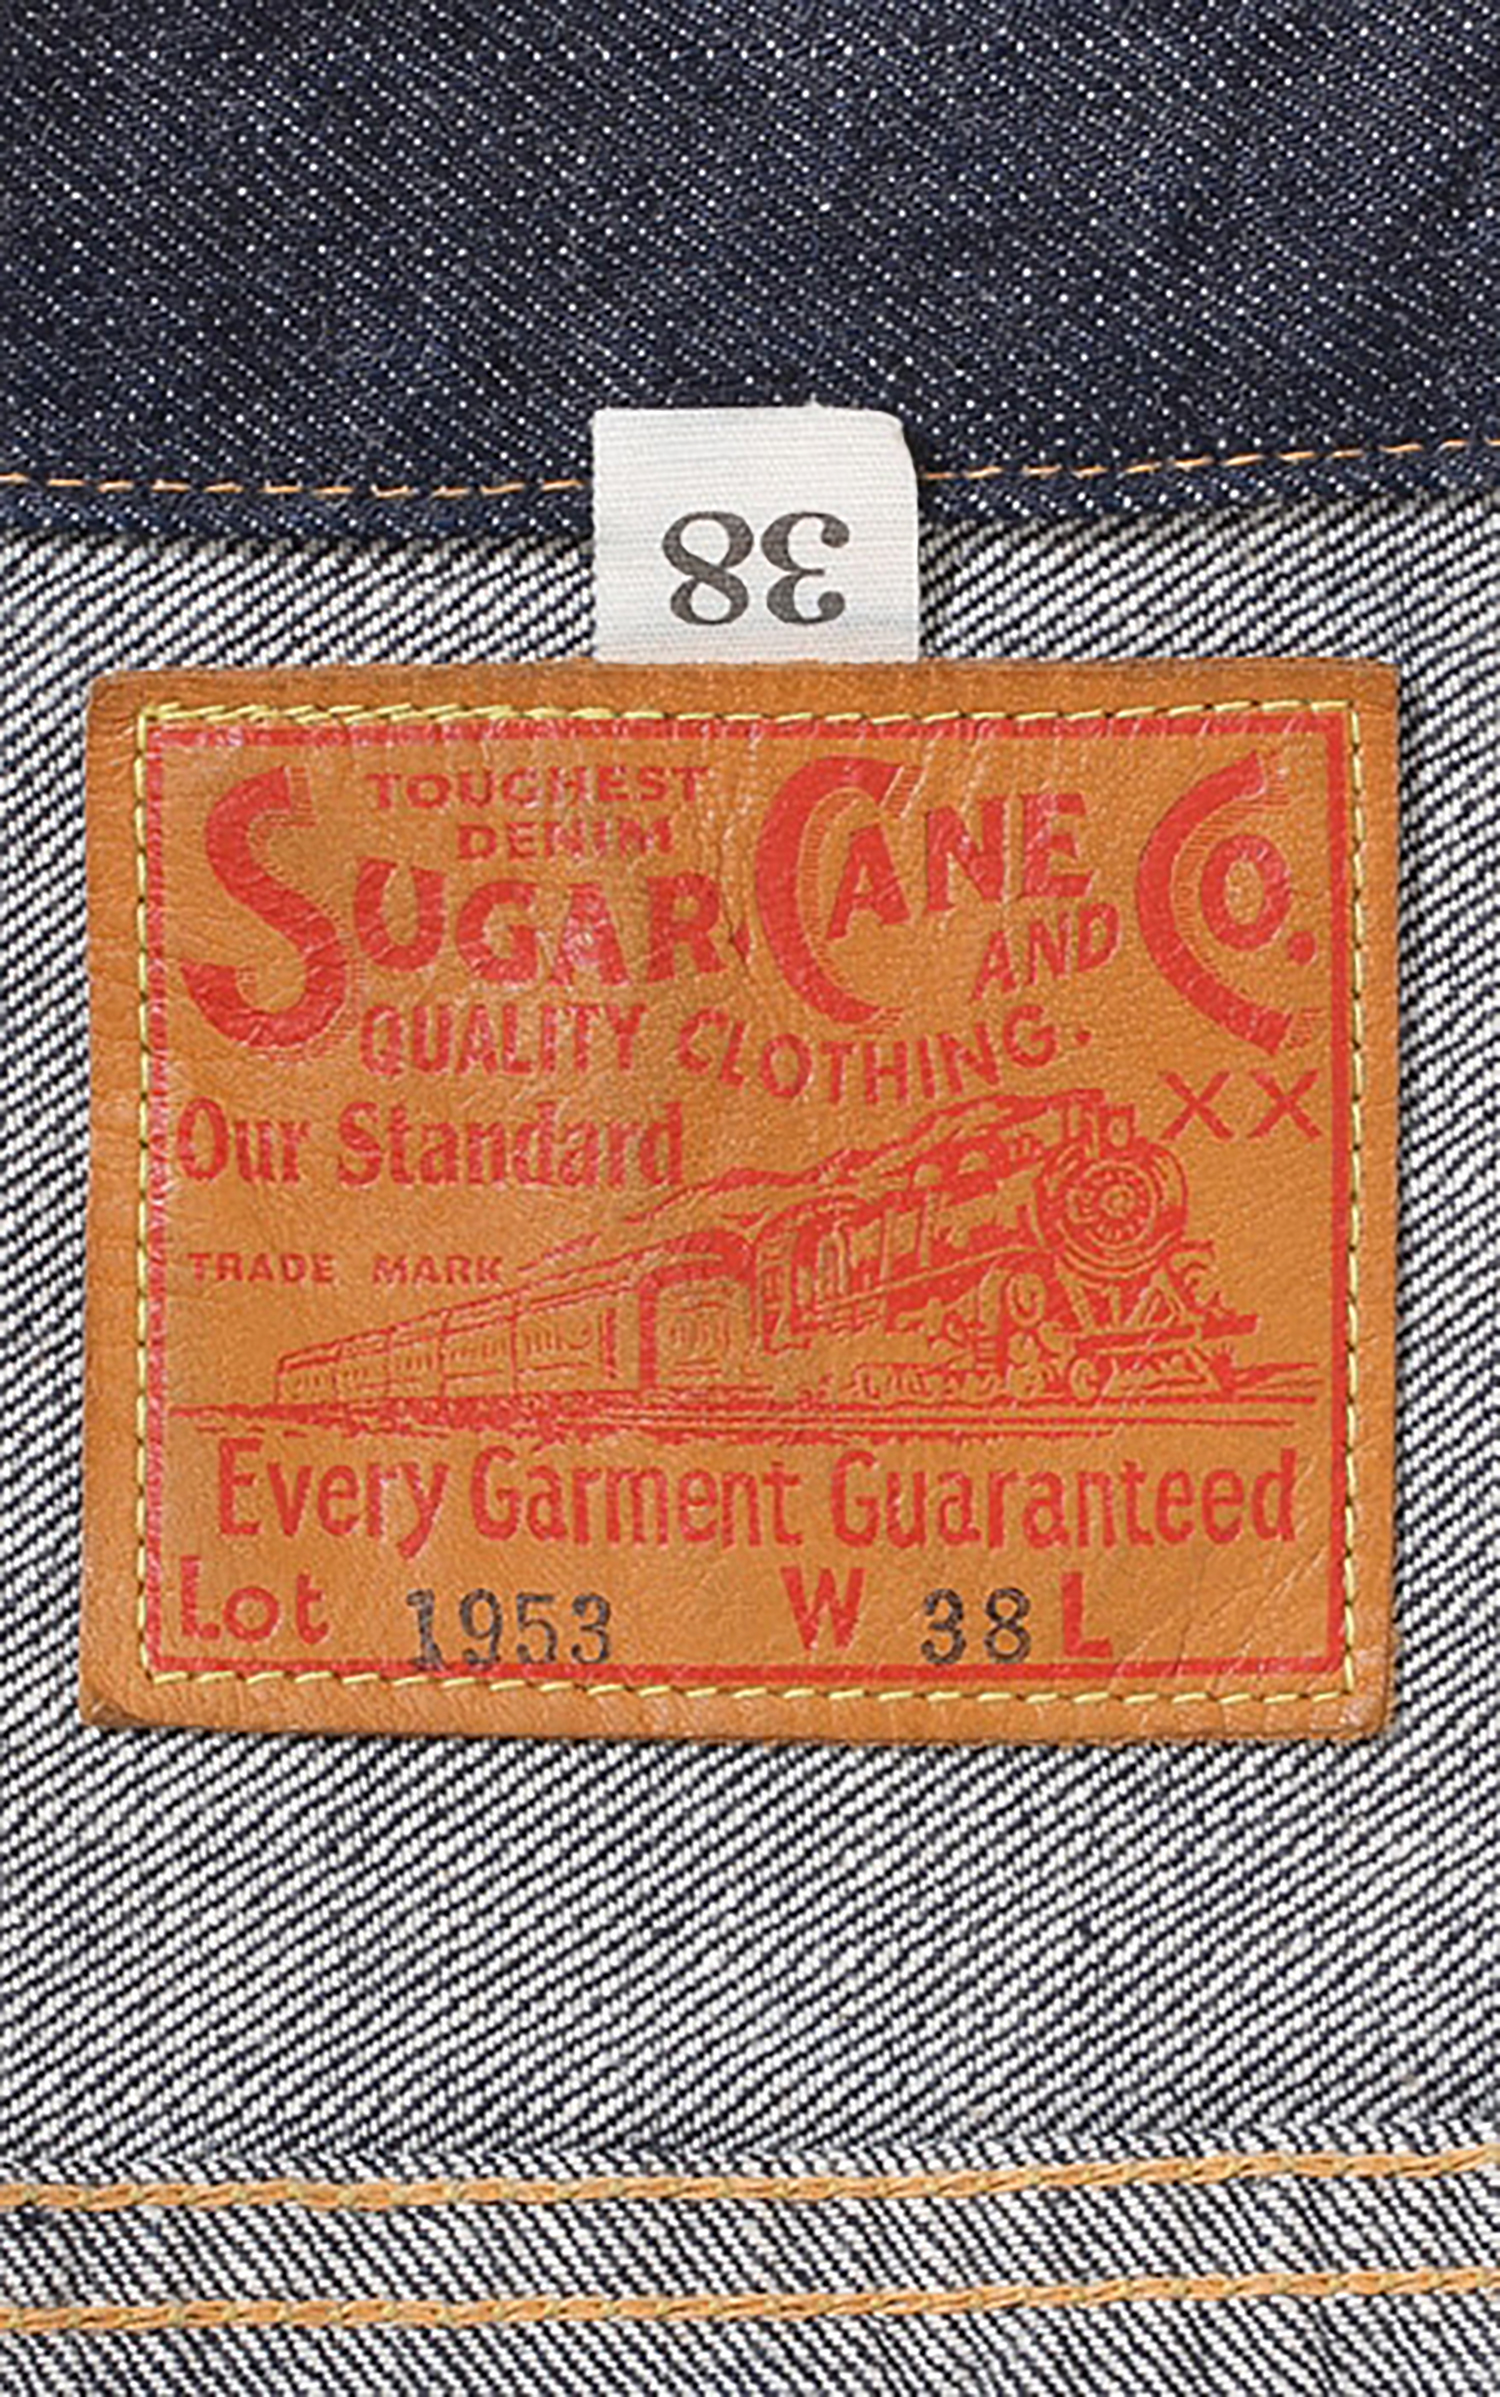 38
TOUGHEST
DENIM
SUGAR CANE CO.
AND
QUALITY CLOTHING.
XX
Our Standard
TRADE MARK
Every Garment Guaranteed
Lot 1953 W 38 L